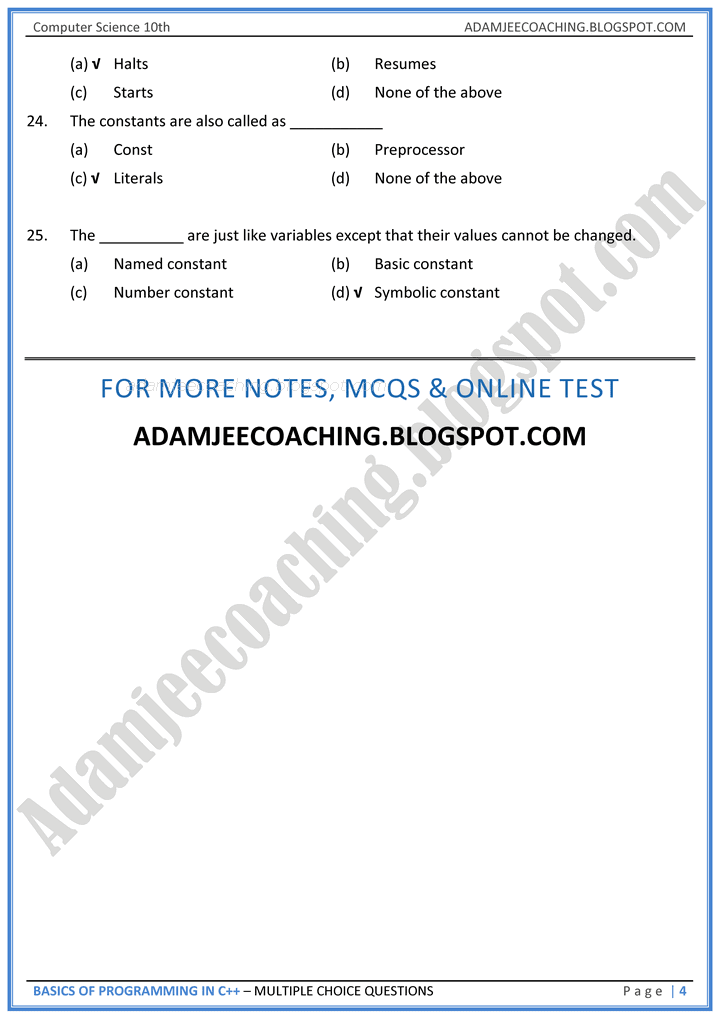 Computer Science 10th ADAMJEECOACHING.BLOGSPOT.COM
(a) √ Halts (b) Resumes
(c) Starts (d) None of the above
24. The constants are also called as ___________
(a) Const (b) Preprocessor
(c) √ Literals (d) None of the above
25. The __________ are just like variables except that their values cannot be changed.
(a) Named constant (b) Basic constant
(c) Number constant (d) √ Symbolic constant
FOR MORE NOTES, MCQS & ONLINE TEST
adamjeecoaching.blogspot.com
ADAMJEECOACHING.BLOGSPOT.COM
Adamjeecoaching.blogspot.com
BASICS OF PROGRAMMING IN C++ – MULTIPLE CHOICE QUESTIONS Page | 4